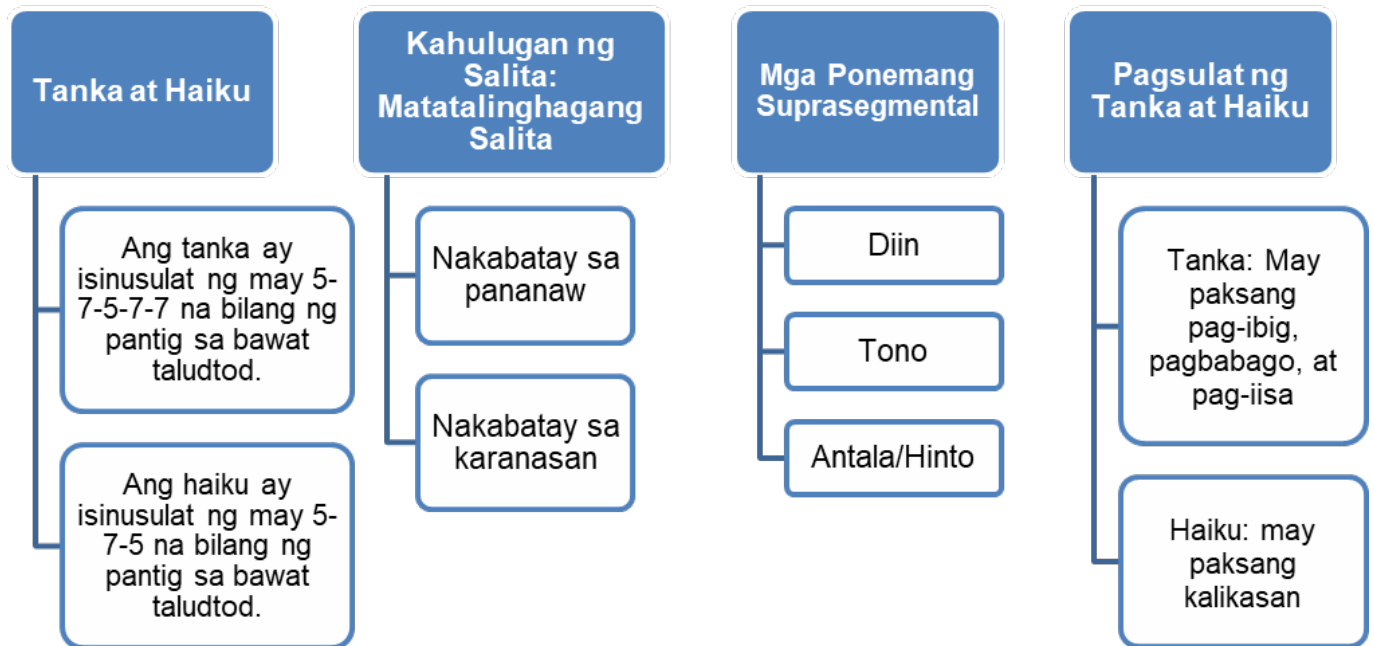 Tanka at Haiku
Ang tanka ay
isinusulat ng may 5-
7-5-7-7 na bilang ng
pantig sa bawat
taludtod.
Ang haiku ay
isinusulat ng may 5-
7-5 na bilang ng
pantig sa bawat
taludtod.
Kahulugan ng
Salita:
Matatalinghagang
Salita
Nakabatay sa
pananaw
Nakabatay sa
karanasan
Mga Ponemang
Suprasegmental
Diin
Tono
Antala/Hinto
Pagsulat ng
Tanka at Haiku
Tanka: May
paksang
pag-ibig,
pagbabago, at
pag-iisa
Haiku: may
paksang
kalikasan